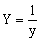 Y = 1/y